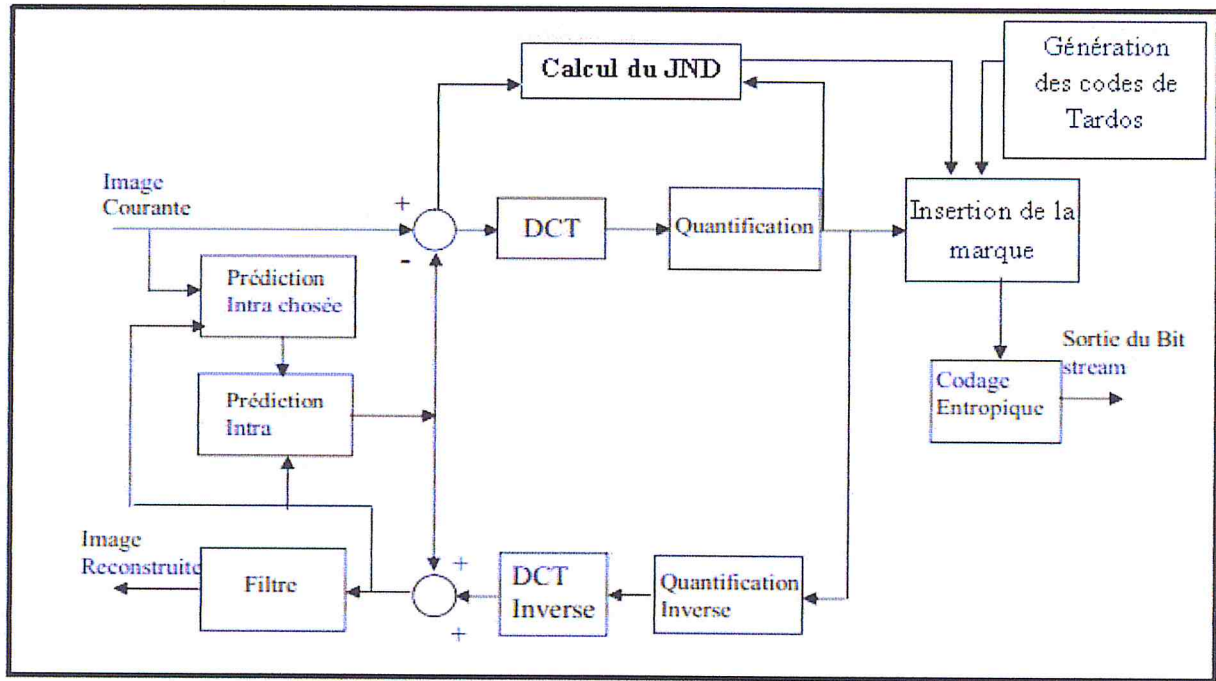 Calcul du JND
Génération
des codes de
Tardos
Image
Courante
+
-
DCT
Quantification
Insertion de la
marque
Prédiction
Intra chosée
Prédiction
Intra
Sortie du Bit
stream
Codage
Entropique
Image
Reconstruite
Filtre
+
+
DCT
Inverse
Quantification
Inverse